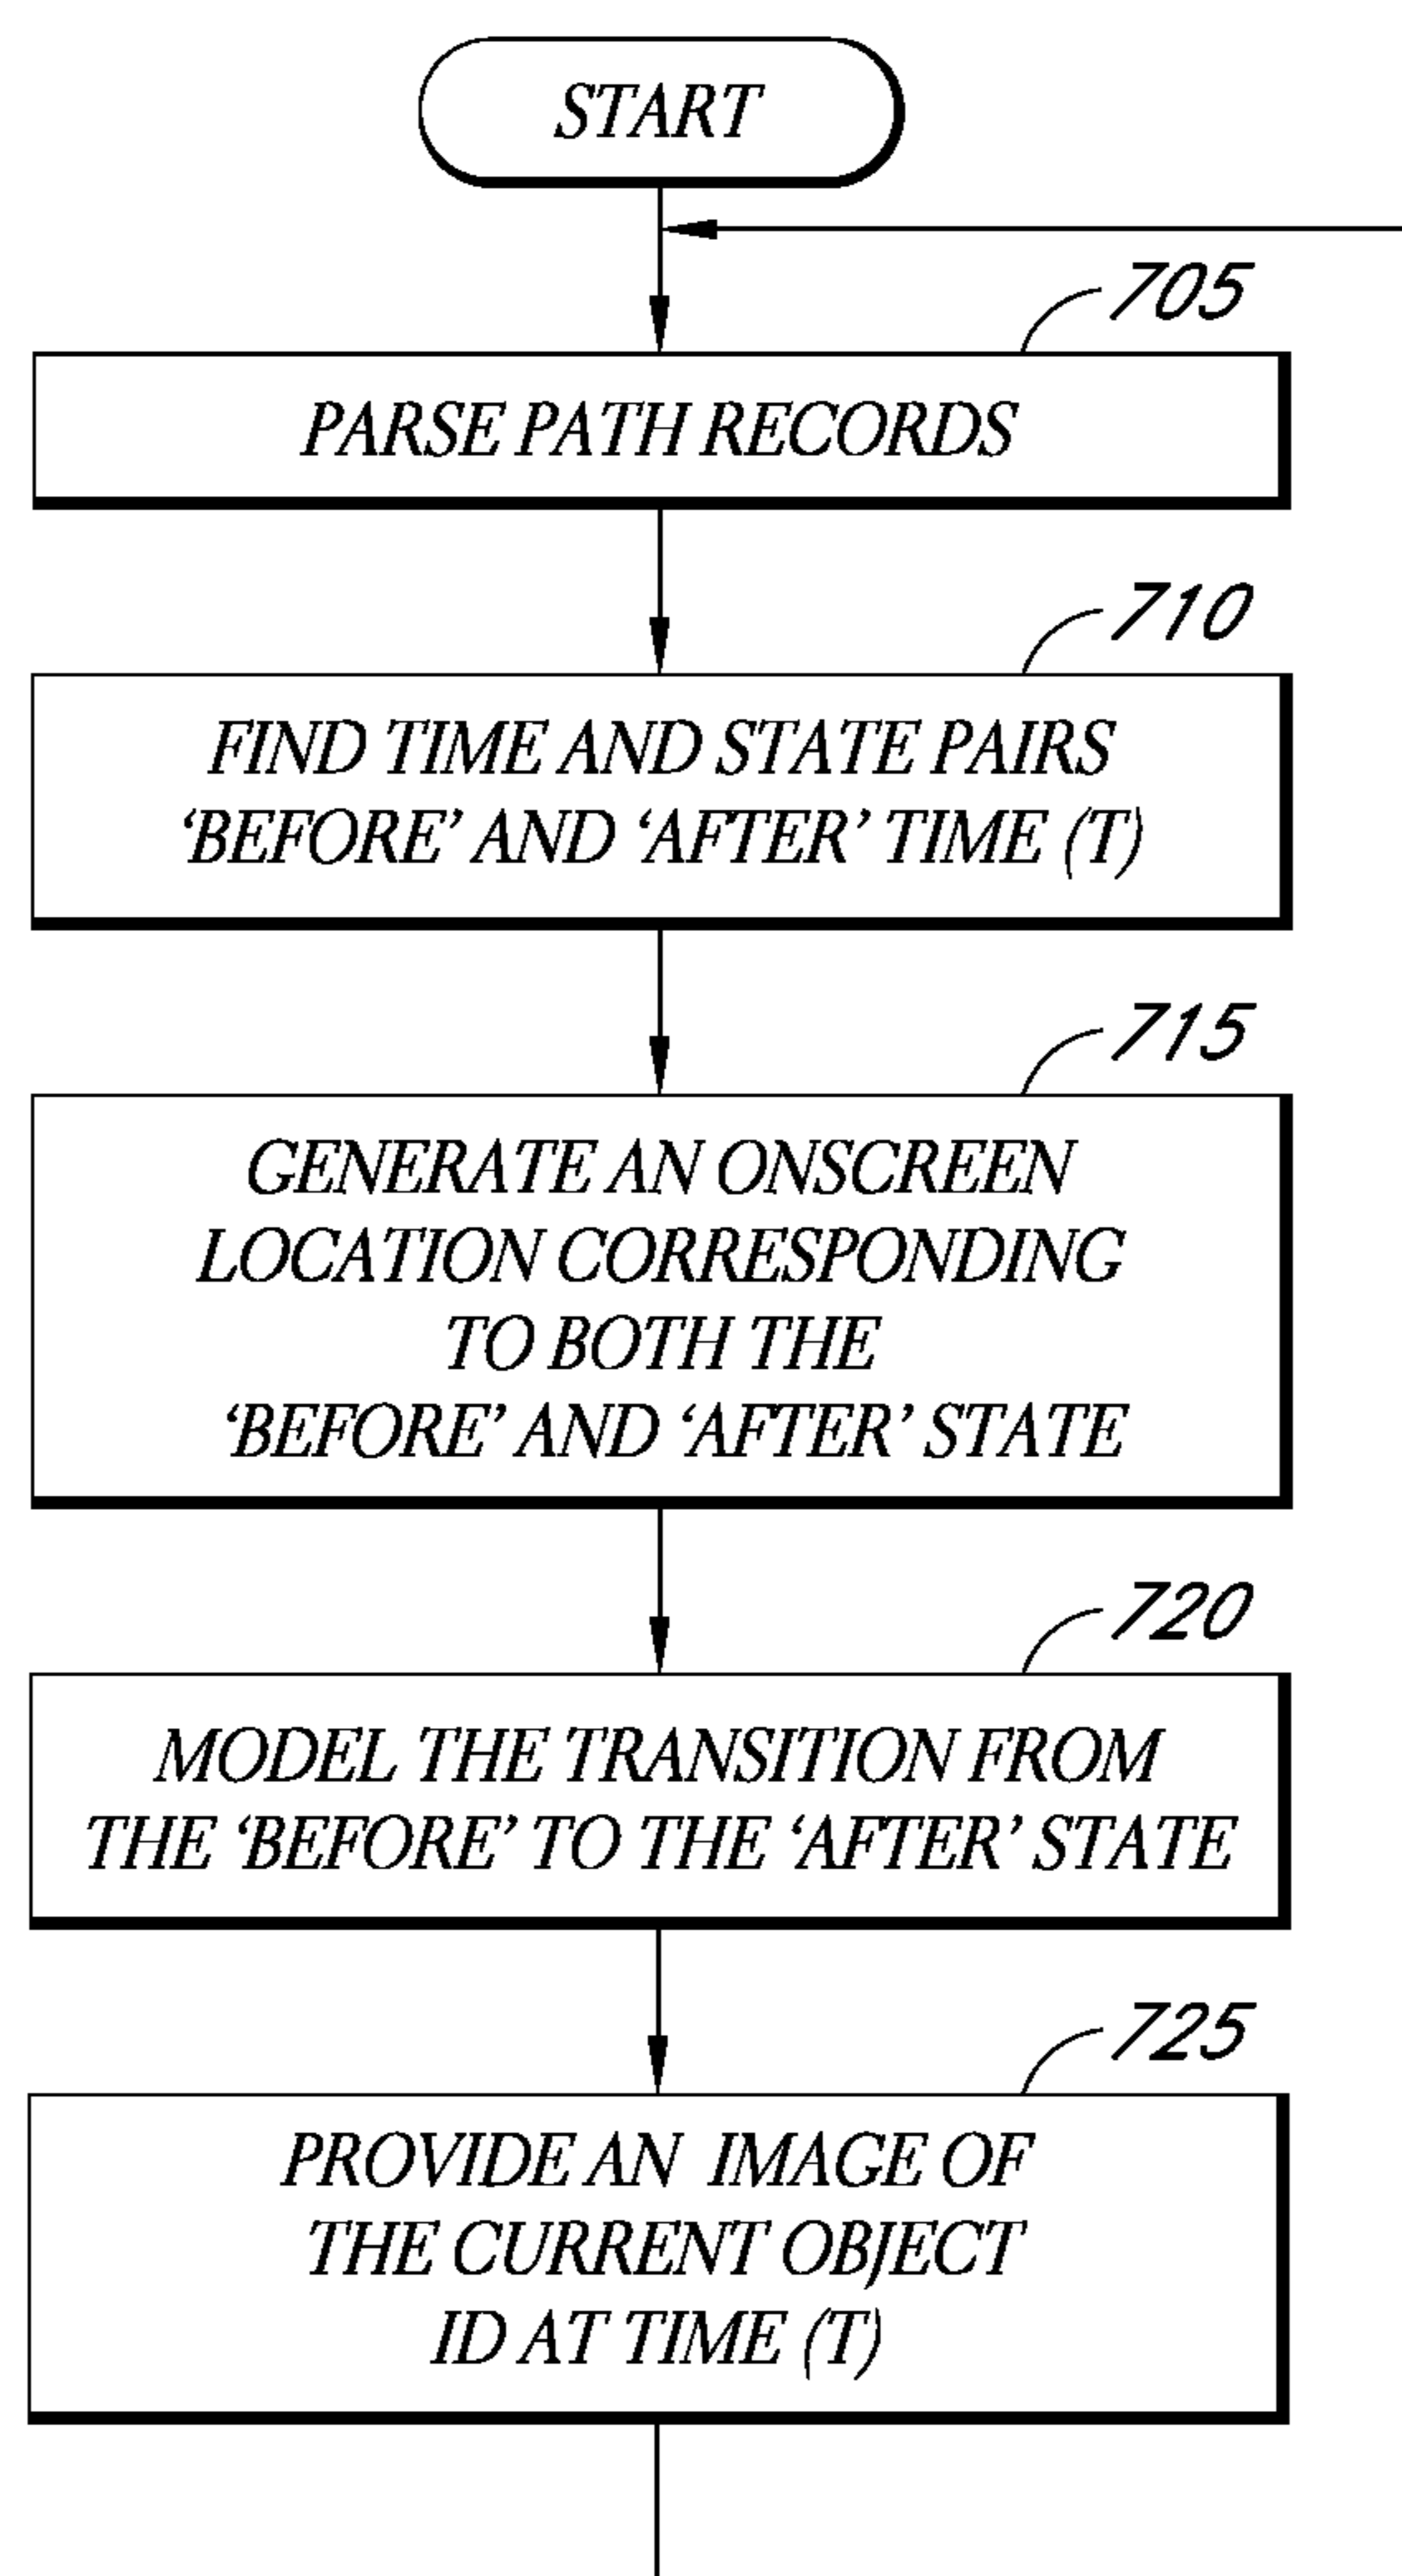 START
705
PARSE PATH RECORDS
710
FIND TIME AND STATE PAIRS
‘BEFORE’ AND ‘AFTER’ TIME (T)
715
GENERATE AN ONSCREEN
LOCATION CORRESPONDING
TO BOTH THE
‘BEFORE’ AND ‘AFTER’ STATE
720
MODEL THE TRANSITION FROM
THE ‘BEFORE’ TO THE ‘AFTER’ STATE
725
PROVIDE AN IMAGE OF
THE CURRENT OBJECT
ID AT TIME (T)